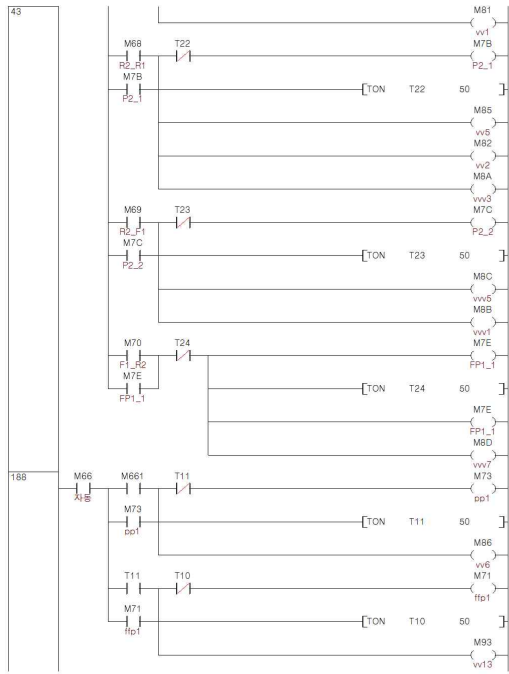 43
M81
vv1
M68 T22 M7B
R2_R1 P2_1
M7B
P2_1
TON T22 50
M85
vv5
M82
vv2
M8A
vvv3
M69 T23 M7C
R2_F1 P2_2
M7C
P2_2
TON T23 50
M8C
vvv5
M8B
vvv1
M70 T24 M7E
F1_R2 FP1_1
M7E
FP1_1
TON T24 50
M7E
FP1_1
M8D
vvv7
188
M66 M661 T11 M73
자동 pp1
M73
pp1
TON T11 50
M86
vv6
T11 T10 M71
ffp1
M71
ffp1
TON T10 50
M93
vv13